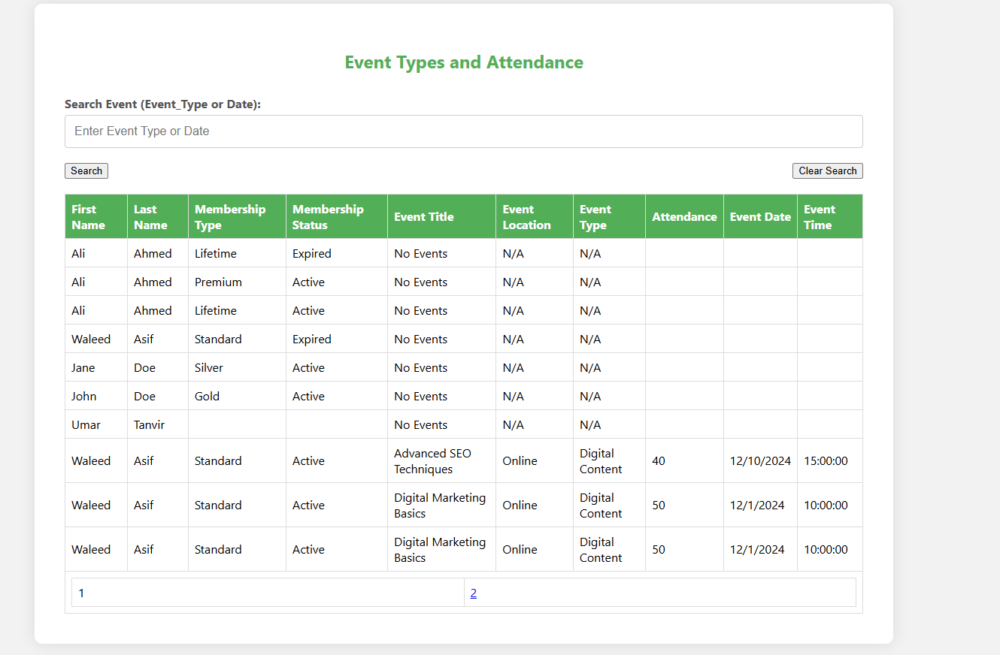 Event Types and Attendance
Search Event (Event_Type or Date):
Enter Event Type or Date
Search Clear Search
First Name Last Name Membership Type Membership Status Event Title Event Location Event Type Attendance Event Date Event Time
Ali Ahmed Lifetime Expired No Events N/A N/A
Ali Ahmed Premium Active No Events N/A N/A
Ali Ahmed Lifetime Active No Events N/A N/A
Waleed Asif Standard Expired No Events N/A N/A
Jane Doe Silver Active No Events N/A N/A
John Doe Gold Active No Events N/A N/A
Umar Tanvir No Events N/A N/A
Waleed Asif Standard Active Advanced SEO Techniques Online Digital Content 40 12/10/2024 15:00:00
Waleed Asif Standard Active Digital Marketing Basics Online Digital Content 50 12/1/2024 10:00:00
Waleed Asif Standard Active Digital Marketing Basics Online Digital Content 50 12/1/2024 10:00:00
1 2